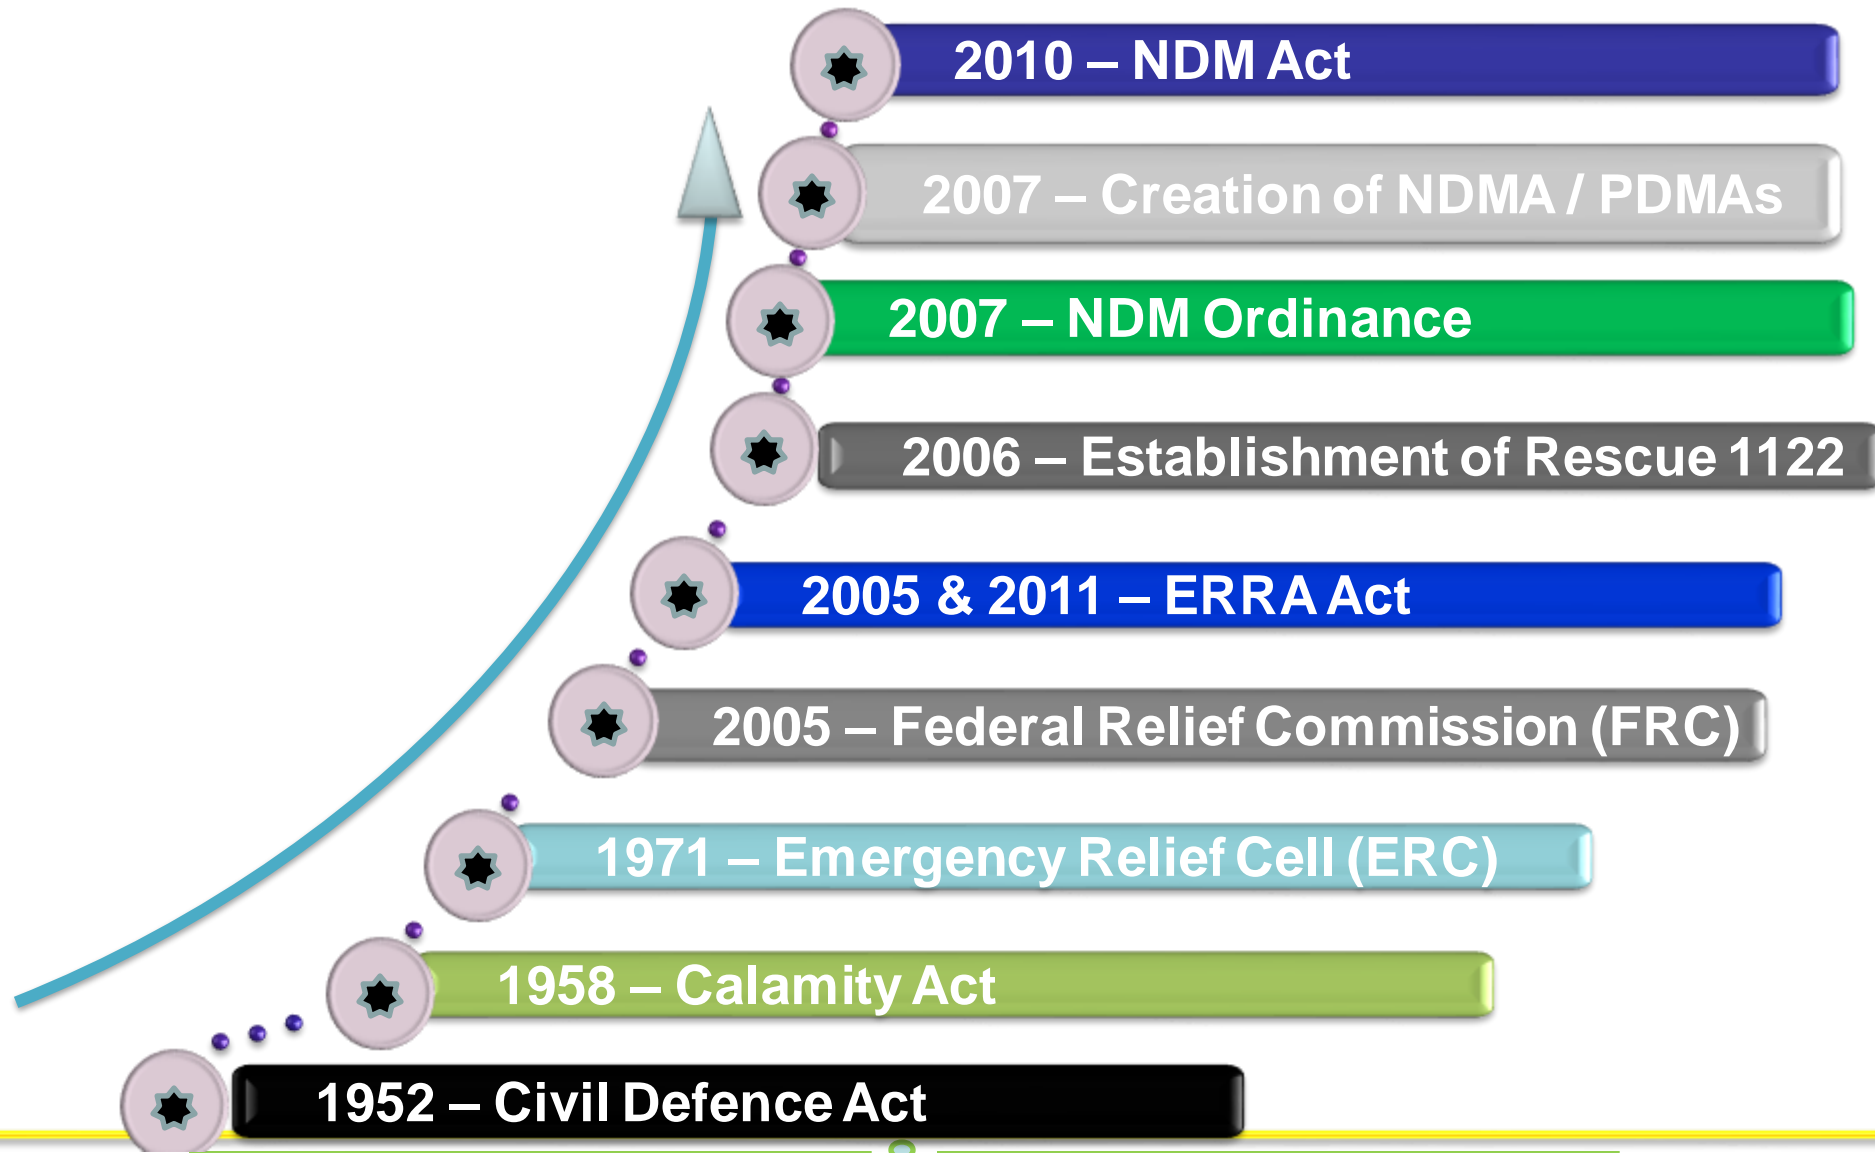 2010 – NDM Act
2007 – Creation of NDMA / PDMAs
2007 – NDM Ordinance
2006 – Establishment of Rescue 1122
2005 & 2011 – ERRA Act
2005 – Federal Relief Commission (FRC)
1971 – Emergency Relief Cell (ERC)
1958 – Calamity Act
1952 – Civil Defence Act